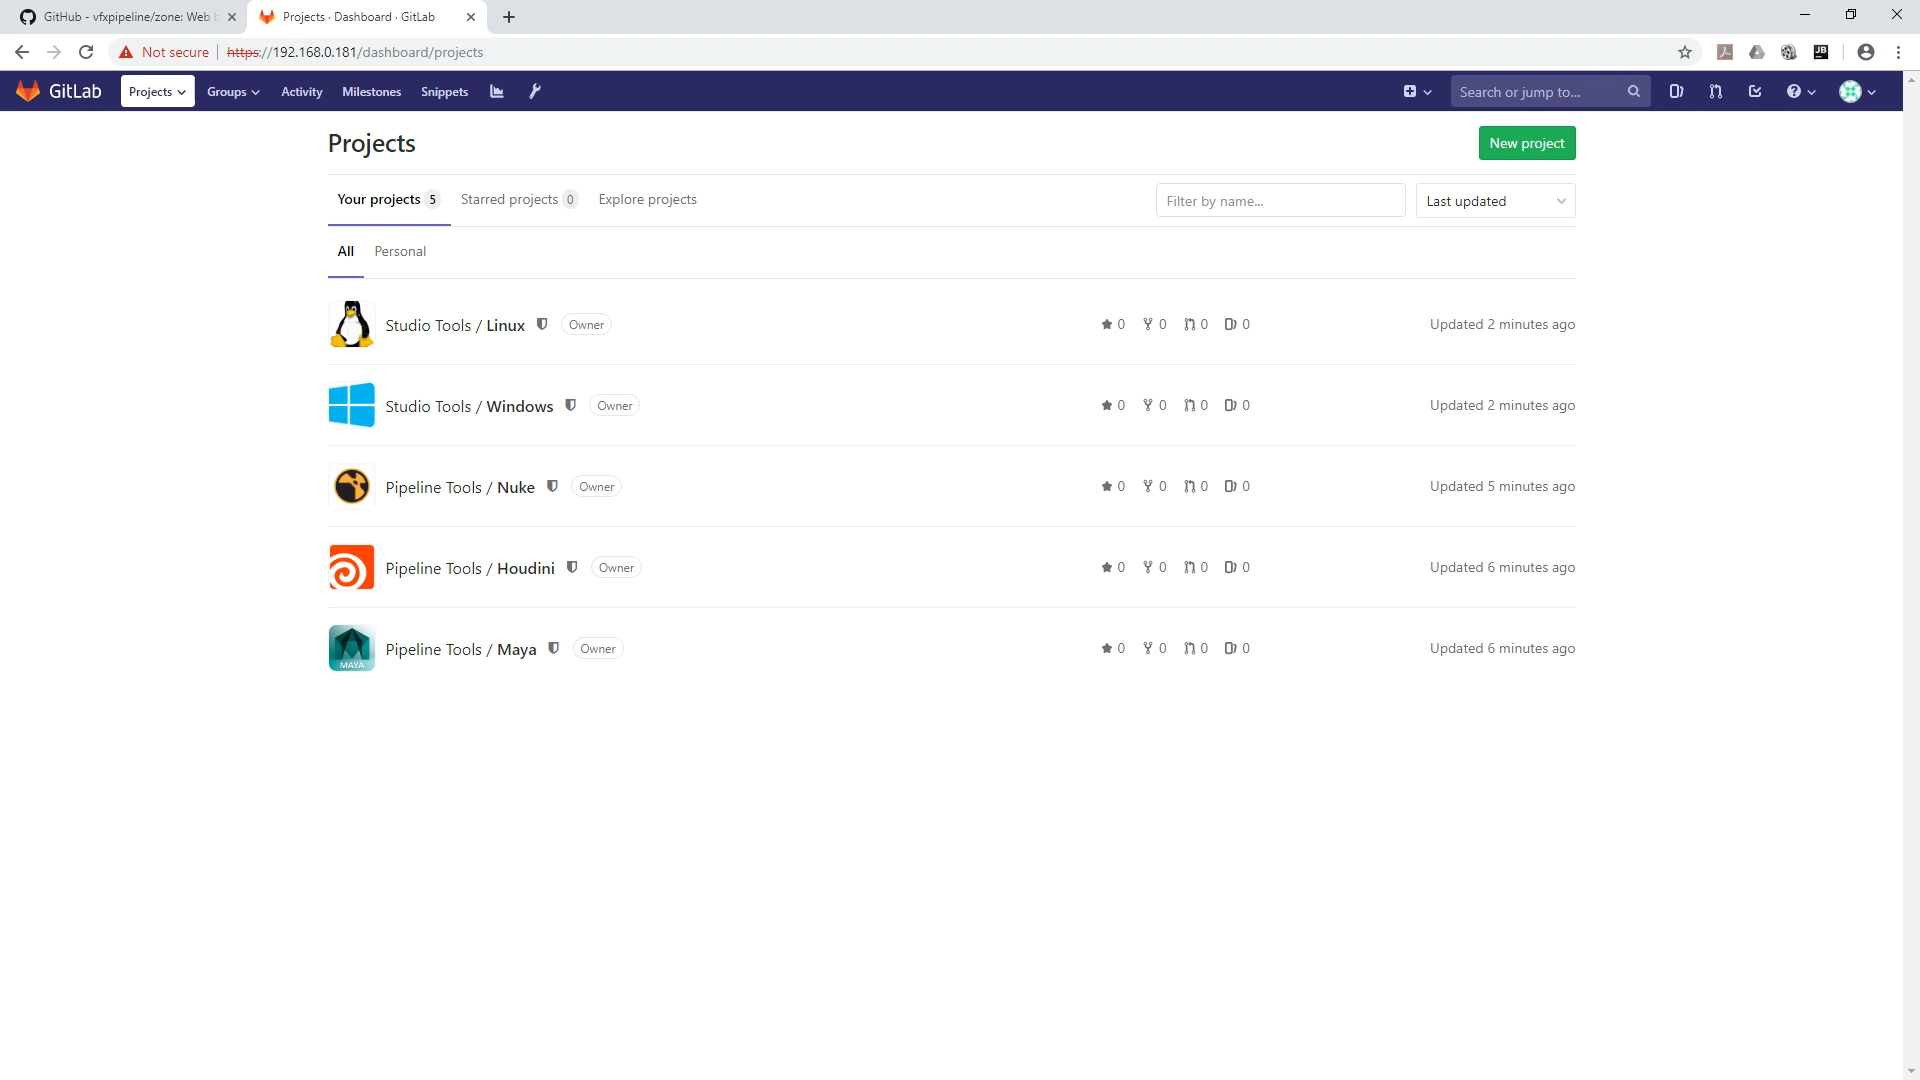 GitHub - vfxpipeline/zone: Web
Projects · Dashboard · GitLab
Not secure
https://192.168.0.181/dashboard/projects
JB
GitLab
Projects
Groups
Activity
Milestones
Snippets
Search or jump to...
Projects
New project
Your projects 5
Starred projects 0
Explore projects
Filter by name...
Last updated
All
Personal
Studio Tools / Linux Owner 0 0 0 0 Updated 2 minutes ago
Studio Tools / Windows Owner 0 0 0 0 Updated 2 minutes ago
Pipeline Tools / Nuke Owner 0 0 0 0 Updated 5 minutes ago
Pipeline Tools / Houdini Owner 0 0 0 0 Updated 6 minutes ago
MAYA
Pipeline Tools / Maya Owner 0 0 0 0 Updated 6 minutes ago